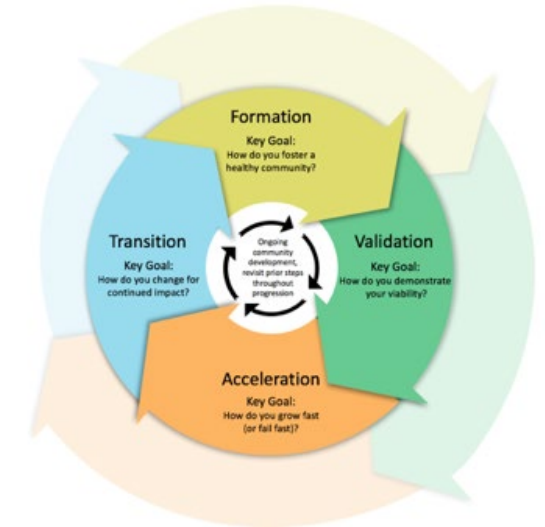 Formation
Key Goal:
How do you foster a
healthy community?
Transition
Key Goal:
How do you change for
continued impact?
Ongoing
community
development,
revisit prior steps
throughout
progression
Validation
Key Goal:
How do you demonstrate
your viability?
Acceleration
Key Goal:
How do you grow fast
(or fail fast)?